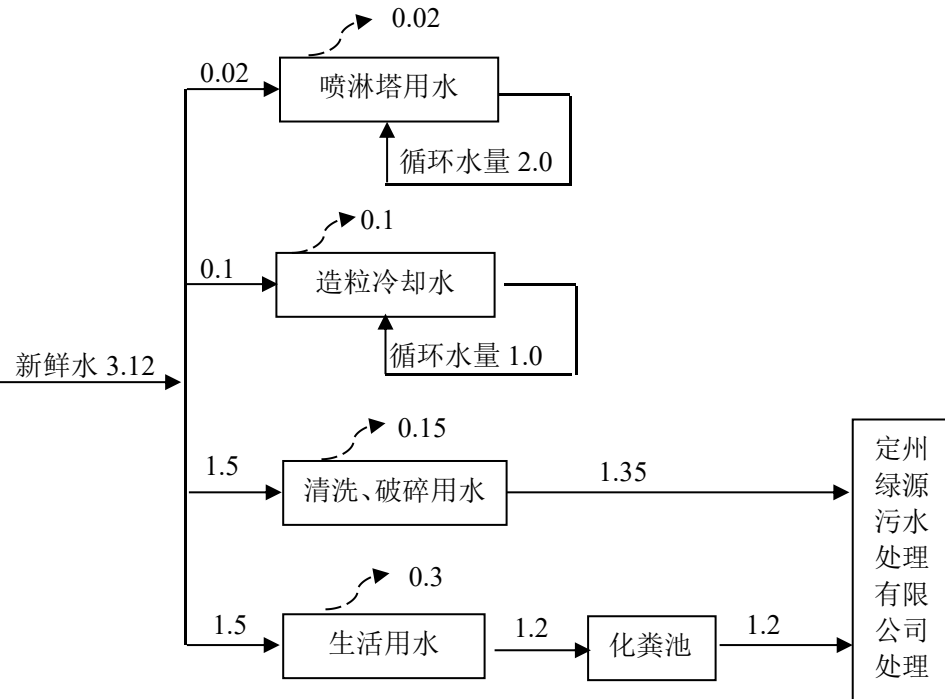 0.02
0.02
喷淋塔用水
循环水量 2.0
0.1
0.1
造粒冷却水
循环水量 1.0
新鲜水 3.12
0.15
1.5
清洗、破碎用水
1.35
0.3
1.5
生活用水
1.2
化粪池
1.2
定州
绿源
污水
处理
有限
公司
处理